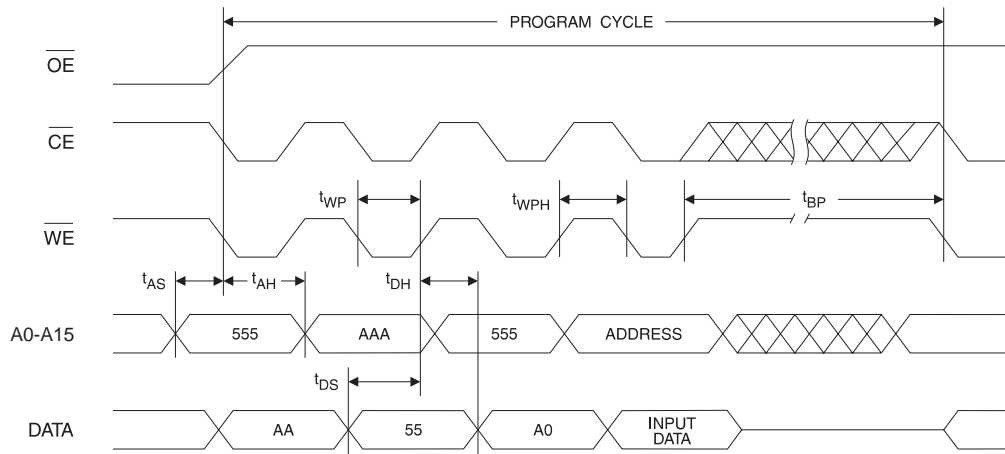 PROGRAM CYCLE
OE
CE
tWP
tWPH
tBP
WE
tAS
tAH
tDH
A0-A15
555
AAA
555
ADDRESS
tDS
DATA
AA
55
A0
INPUT
DATA